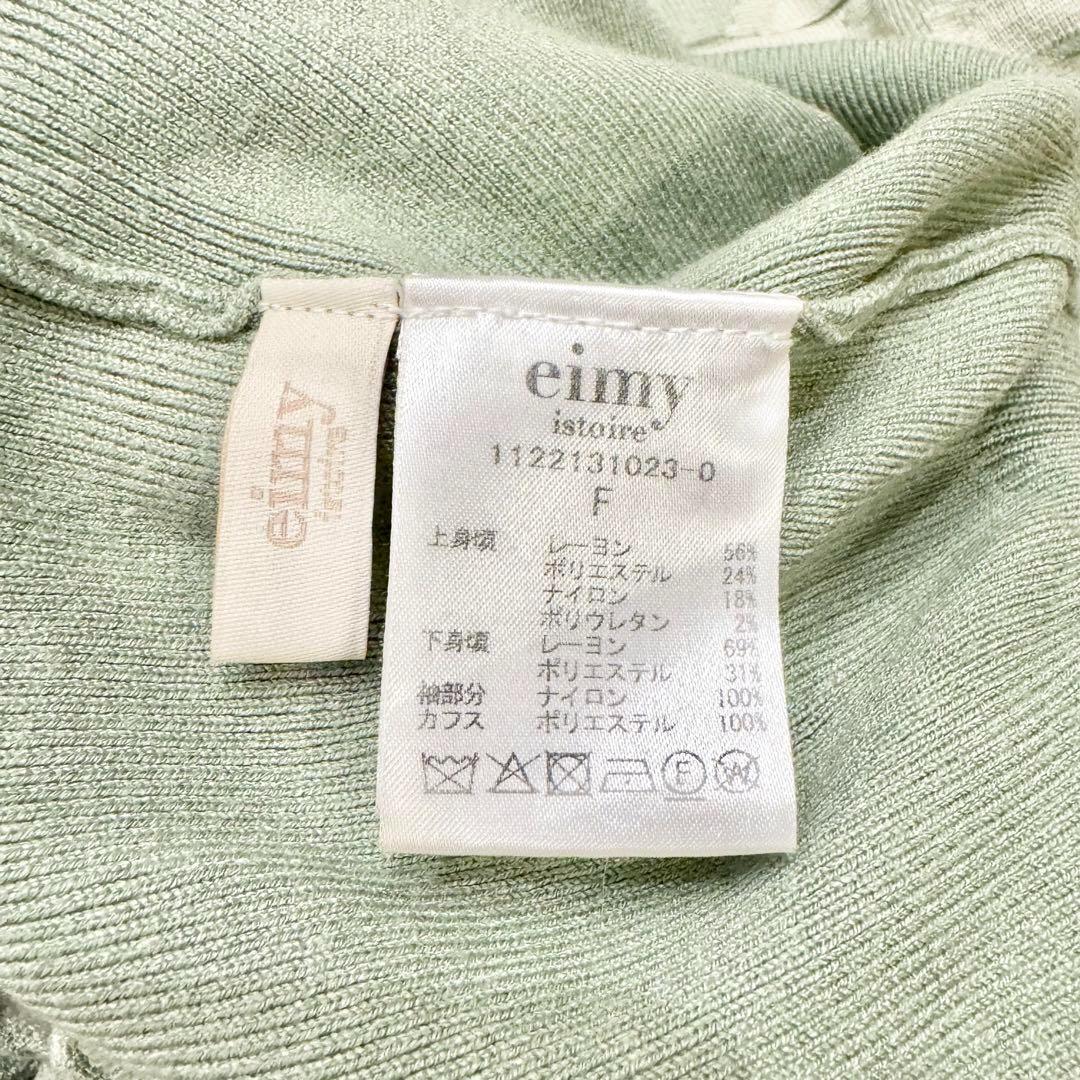 eimy
istoire
eimy
istoire®
1122131023-0
F
上身頃 レーヨン 56%
ポリエステル 24%
ナイロン 18%
ポリウレタン 2%
下身頃 レーヨン 69%
ポリエステル 31%
袖部分 ナイロン 100%
カフス ポリエステル 100%
F
W